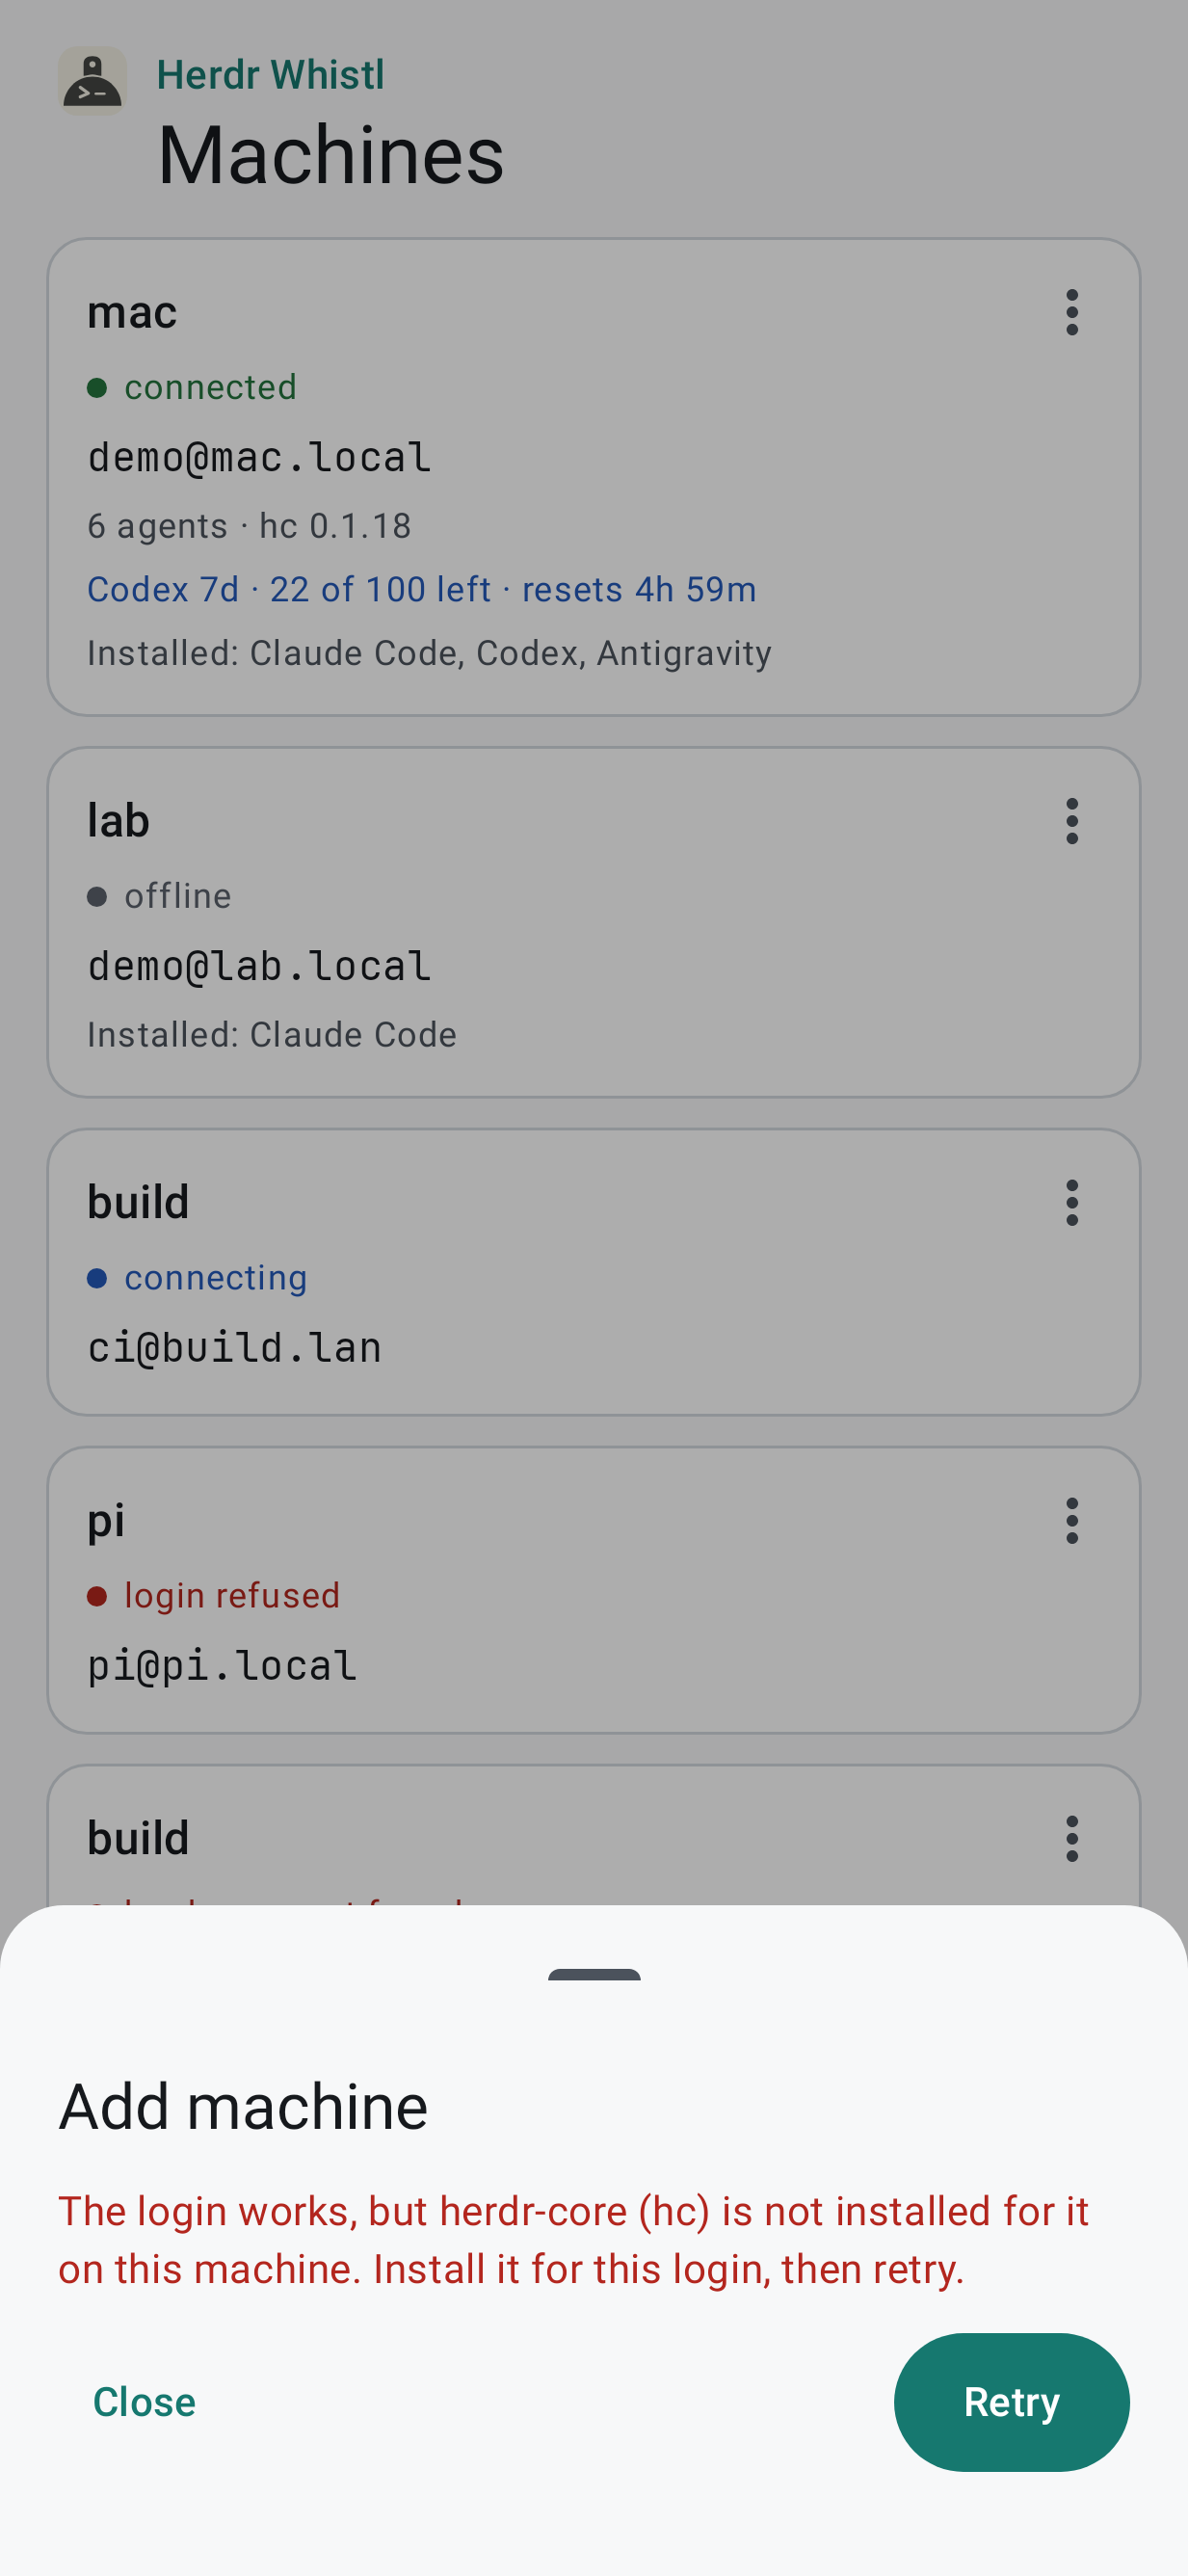 Herdr Whistl
Machines
mac
connected
demo@mac.local
6 agents · hc 0.1.18
Codex 7d · 22 of 100 left · resets 4h 59m
Installed: Claude Code, Codex, Antigravity
lab
offline
demo@lab.local
Installed: Claude Code
build
connecting
ci@build.lan
pi
login refused
pi@pi.local
build
Add machine
The login works, but herdr-core (hc) is not installed for it
on this machine. Install it for this login, then retry.
Close
Retry